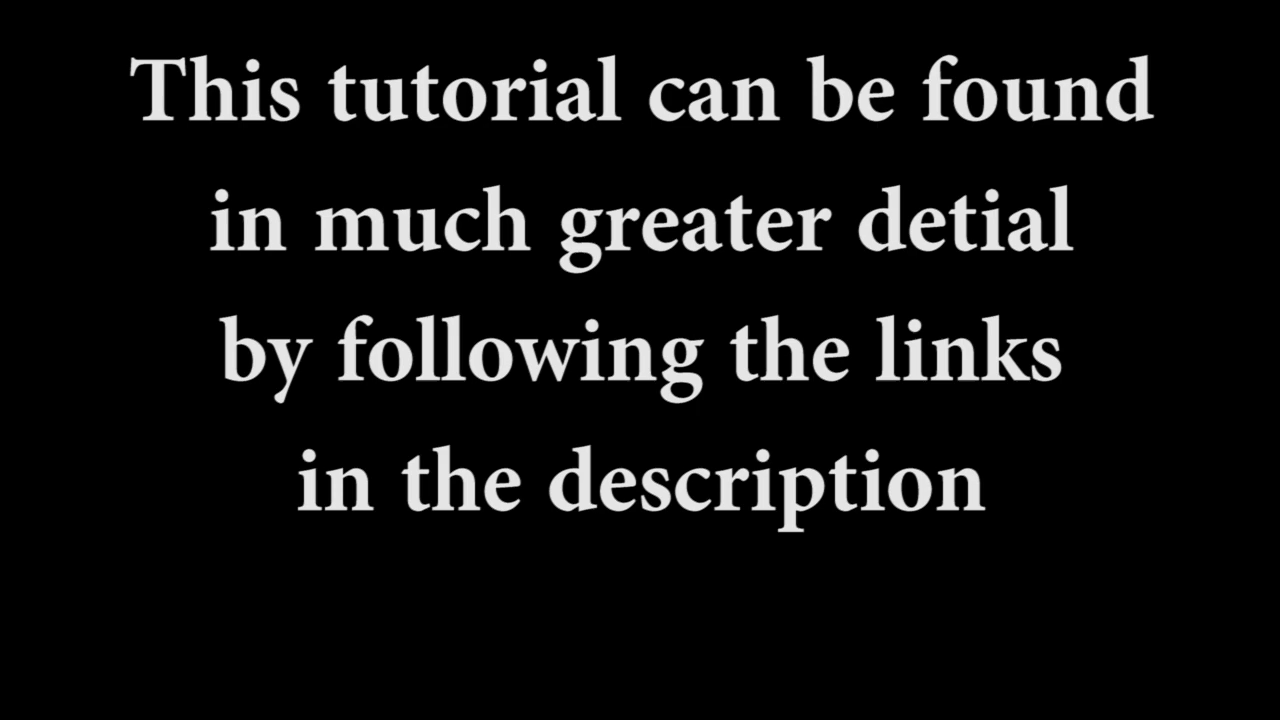 This tutorial can be found
in much greater detial
by following the links
in the description